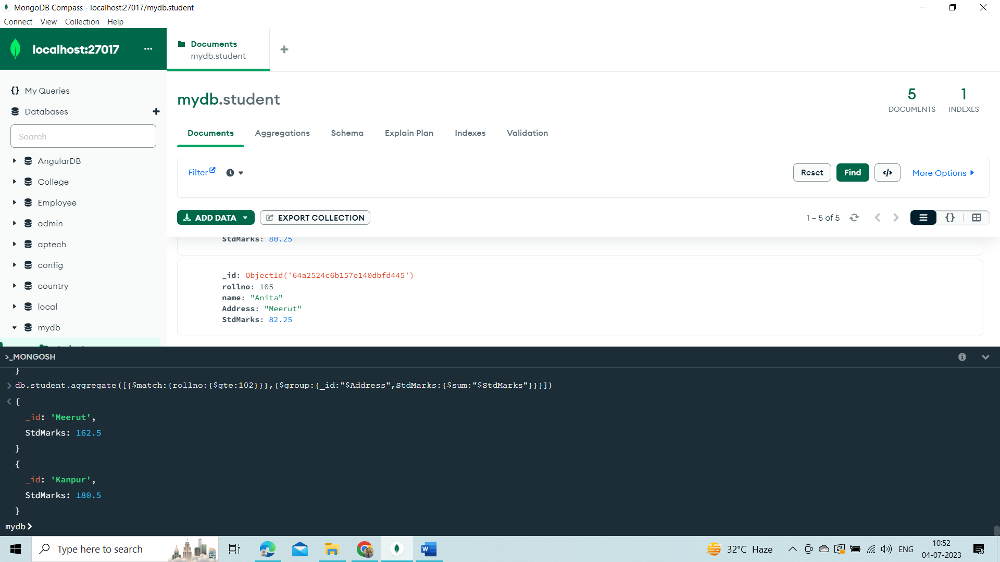 MongoDB Compass - localhost:27017/mydb.student
Connect View Collection Help
localhost:27017 ...
Documents
mydb.student
+
{} My Queries
Databases +
Search
AngularDB
College
Employee
admin
aptech
config
country
local
mydb
mydb.student
5
DOCUMENTS
1
INDEXES
Documents Aggregations Schema Explain Plan Indexes Validation
Filter
Reset Find </> More Options
ADD DATA EXPORT COLLECTION
1 – 5 of 5 {}
StdMarks: 80.25
_id: ObjectId('64a2524c6b157e140dbfd445')
rollno: 105
name: "Anita"
Address: "Meerut"
StdMarks: 82.25
>_MONGOSH
}
> db.student.aggregate([{$match:{rollno:{$gte:102}}},{$group:{_id:"$Address",StdMarks:{$sum:"$StdMarks"}}}])
< {
_id: 'Meerut',
StdMarks: 162.5
}
{
_id: 'Kanpur',
StdMarks: 180.5
}
mydb>
Type here to search
32°C Haze
ENG
10:52
04-07-2023